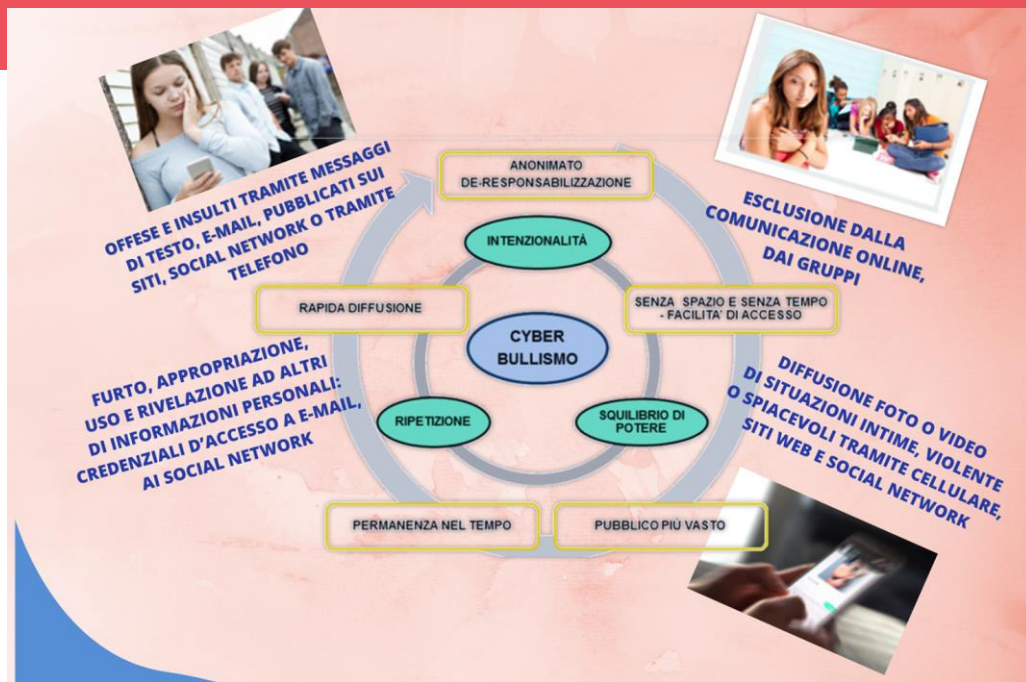 OFFESE E INSULTI TRAMITE MESSAGGI
DI TESTO, E-MAIL, PUBBLICATI SUI
SITI, SOCIAL NETWORK O TRAMITE
TELEFONO
ANONIMATO
DE-RESPONSABILIZZAZIONE
ESCLUSIONE DALLA
COMUNICAZIONE ONLINE,
DAI GRUPPI
INTENZIONALITÀ
RAPIDA DIFFUSIONE
SENZA SPAZIO E SENZA TEMPO
- FACILITA' DI ACCESSO
CYBER
BULLISMO
FURTO, APPROPRIAZIONE,
USO E RIVELAZIONE AD ALTRI
DI INFORMAZIONI PERSONALI:
CREDENZIALI D'ACCESSO A E-MAIL,
AI SOCIAL NETWORK
RIPETIZIONE
SQUILIBRIO DI
POTERE
DIFFUSIONE FOTO O VIDEO
DI SITUAZIONI INTIME, VIOLENTE
O SPIACEVOLI TRAMITE CELLULARE,
SITI WEB E SOCIAL NETWORK
PERMANENZA NEL TEMPO
PUBBLICO PIÙ VASTO